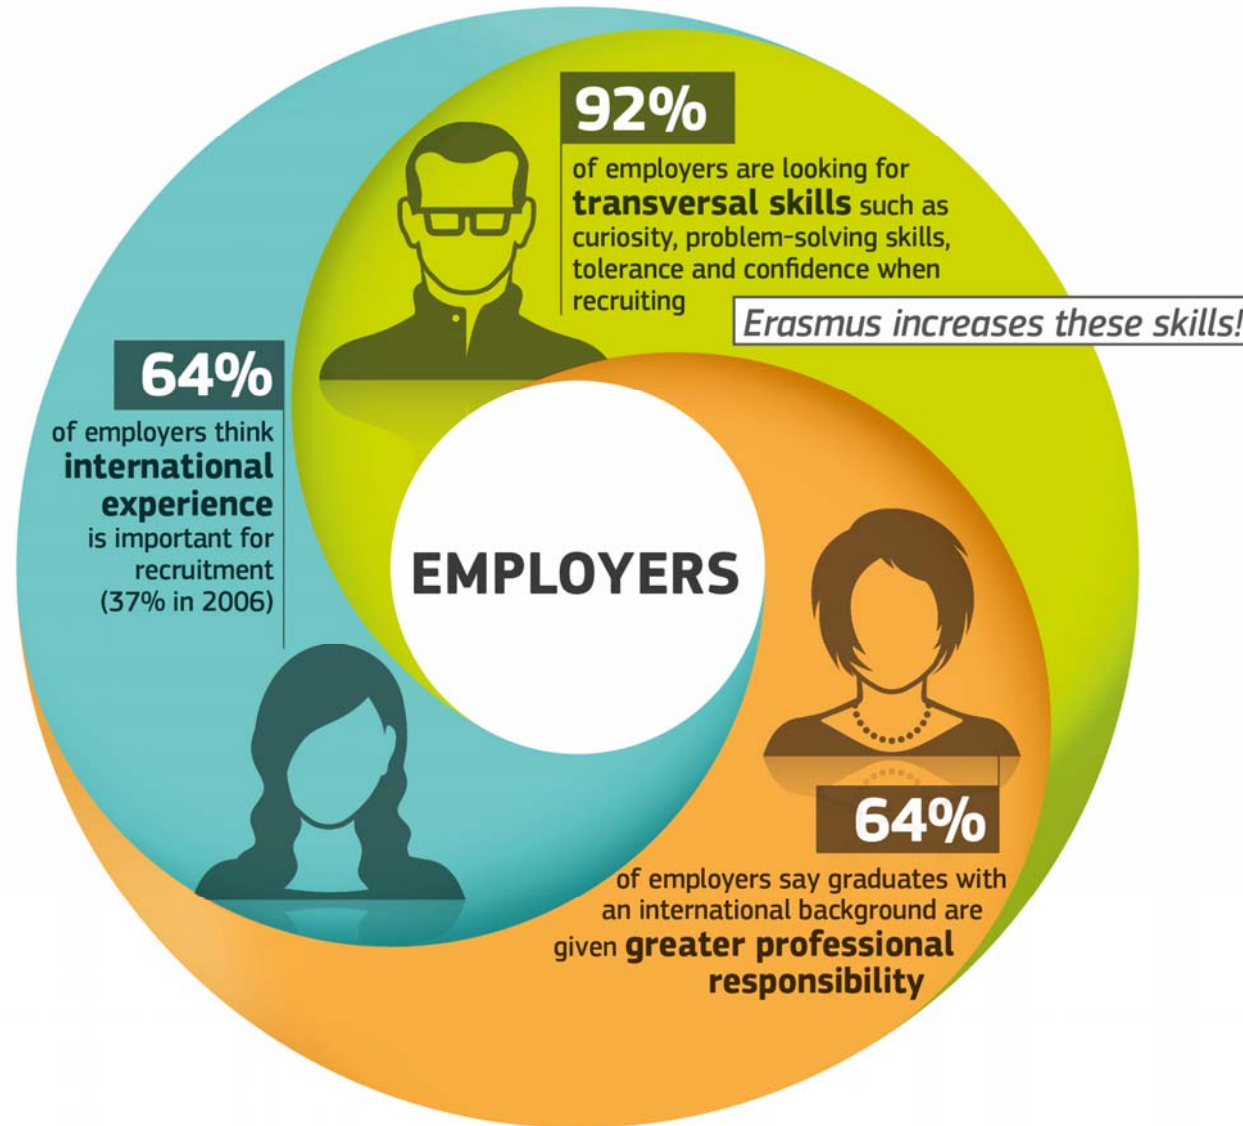 92%
of employers are looking for
transversal skills such as
curiosity, problem-solving skills,
tolerance and confidence when
recruiting
Erasmus increases these skills!
64%
of employers think
international
experience
is important for
recruitment
(37% in 2006)
EMPLOYERS
64%
of employers say graduates with
an international background are
given greater professional
responsibility